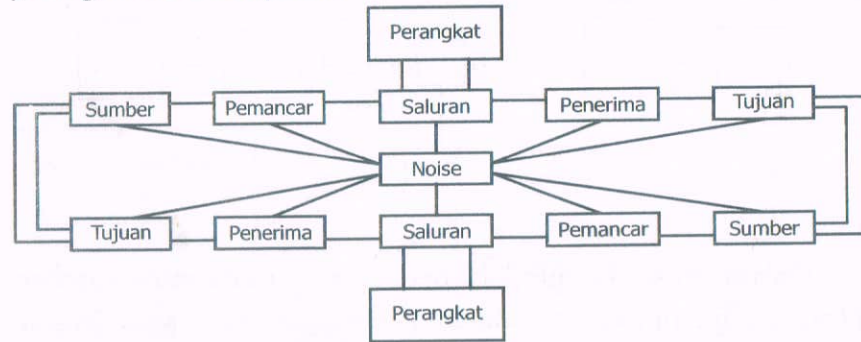 Perangkat
Sumber Pemancar Saluran Penerima Tujuan
Noise
Tujuan Penerima Saluran Pemancar Sumber
Perangkat